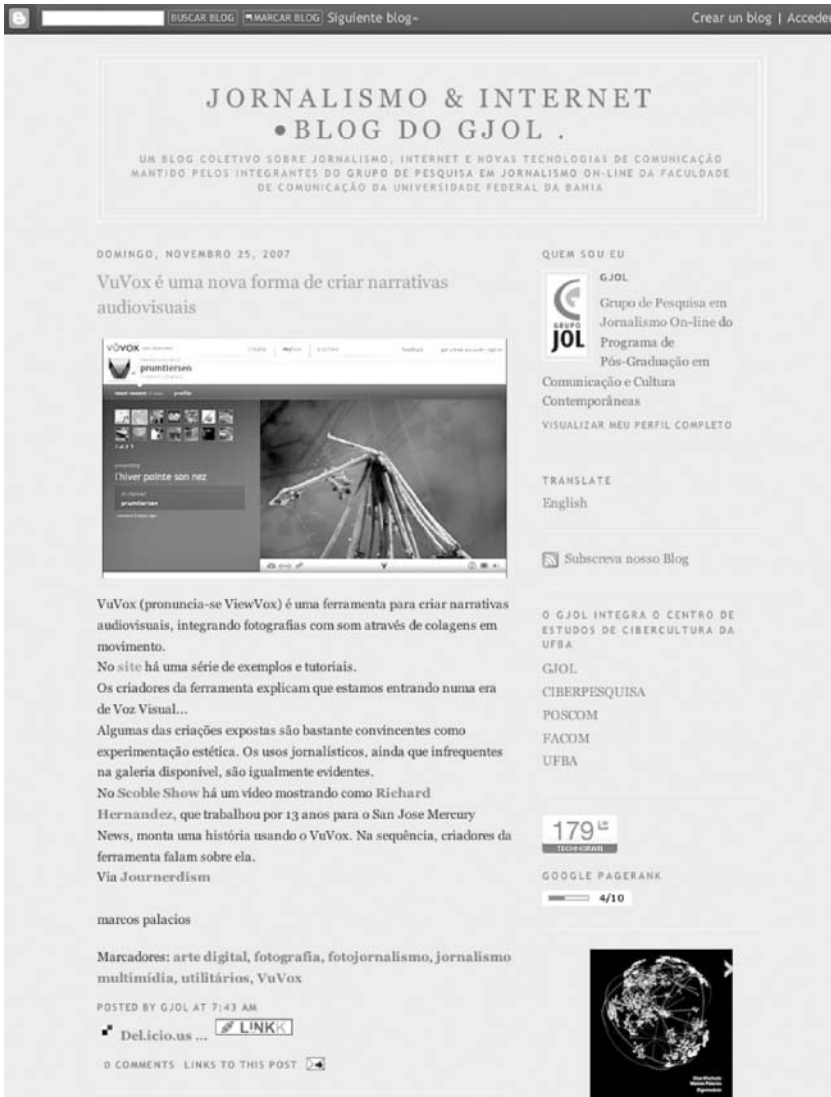 BUSCAR BLOG MARCAR BLOG Siguiente blog» Crear un blog | Acceder
JORNALISMO & INTERNET
•BLOG DO GJOL .
UM BLOG COLETIVO SOBRE JORNALISMO, INTERNET E NOVAS TECNOLOGIAS DE COMUNICAÇÃO
MANTIDO PELOS INTEGRANTES DO GRUPO DE PESQUISA EM JORNALISMO ON-LINE DA FACULDADE
DE COMUNICAÇÃO DA UNIVERSIDADE FEDERAL DA BAHIA
DOMINGO, NOVEMBRO 25, 2007
VuVox é uma nova forma de criar narrativas
audiovisuais
VUVOX
prumtiersen
most recent
profile
feedback
l'hiver pointe son nez
prumtiersen
VuVox (pronuncia-se ViewVox) é uma ferramenta para criar narrativas
audiovisuais, integrando fotografias com som através de colagens em
movimento.
No site há uma série de exemplos e tutoriais.
Os criadores da ferramenta explicam que estamos entrando numa era
de Voz Visual...
Algumas das criações expostas são bastante convincentes como
experimentação estética. Os usos jornalísticos, ainda que infrequentes
na galeria disponível, são igualmente evidentes.
No Scoble Show há um vídeo mostrando como Richard
Hernandez, que trabalhou por 13 anos para o San Jose Mercury
News, monta uma história usando o VuVox. Na sequência, criadores da
ferramenta falam sobre ela.
Via Journerdism
marcos palacios
Marcadores: arte digital, fotografia, fotojornalismo, jornalismo
multimídia, utilitários, VuVox
POSTED BY GJOL AT 7:43 AM
Del.icio.us ... LINKK
0 COMMENTS LINKS TO THIS POST
QUEM SOU EU
GRUPO
JOL
GJOL
Grupo de Pesquisa em
Jornalismo On-line do
Programa de
Pós-Graduação em
Comunicação e Cultura
Contemporâneas
VISUALIZAR MEU PERFIL COMPLETO
TRANSLATE
English
Subscreva nosso Blog
O GJOL INTEGRA O CENTRO DE
ESTUDOS DE CIBERCULTURA DA
UFBA
GJOL
CIBERPESQUISA
POSCOM
FACOM
UFBA
179
TECHNORATI
GOOGLE PAGERANK
4/10
Elias Machado
Marcos Palacios